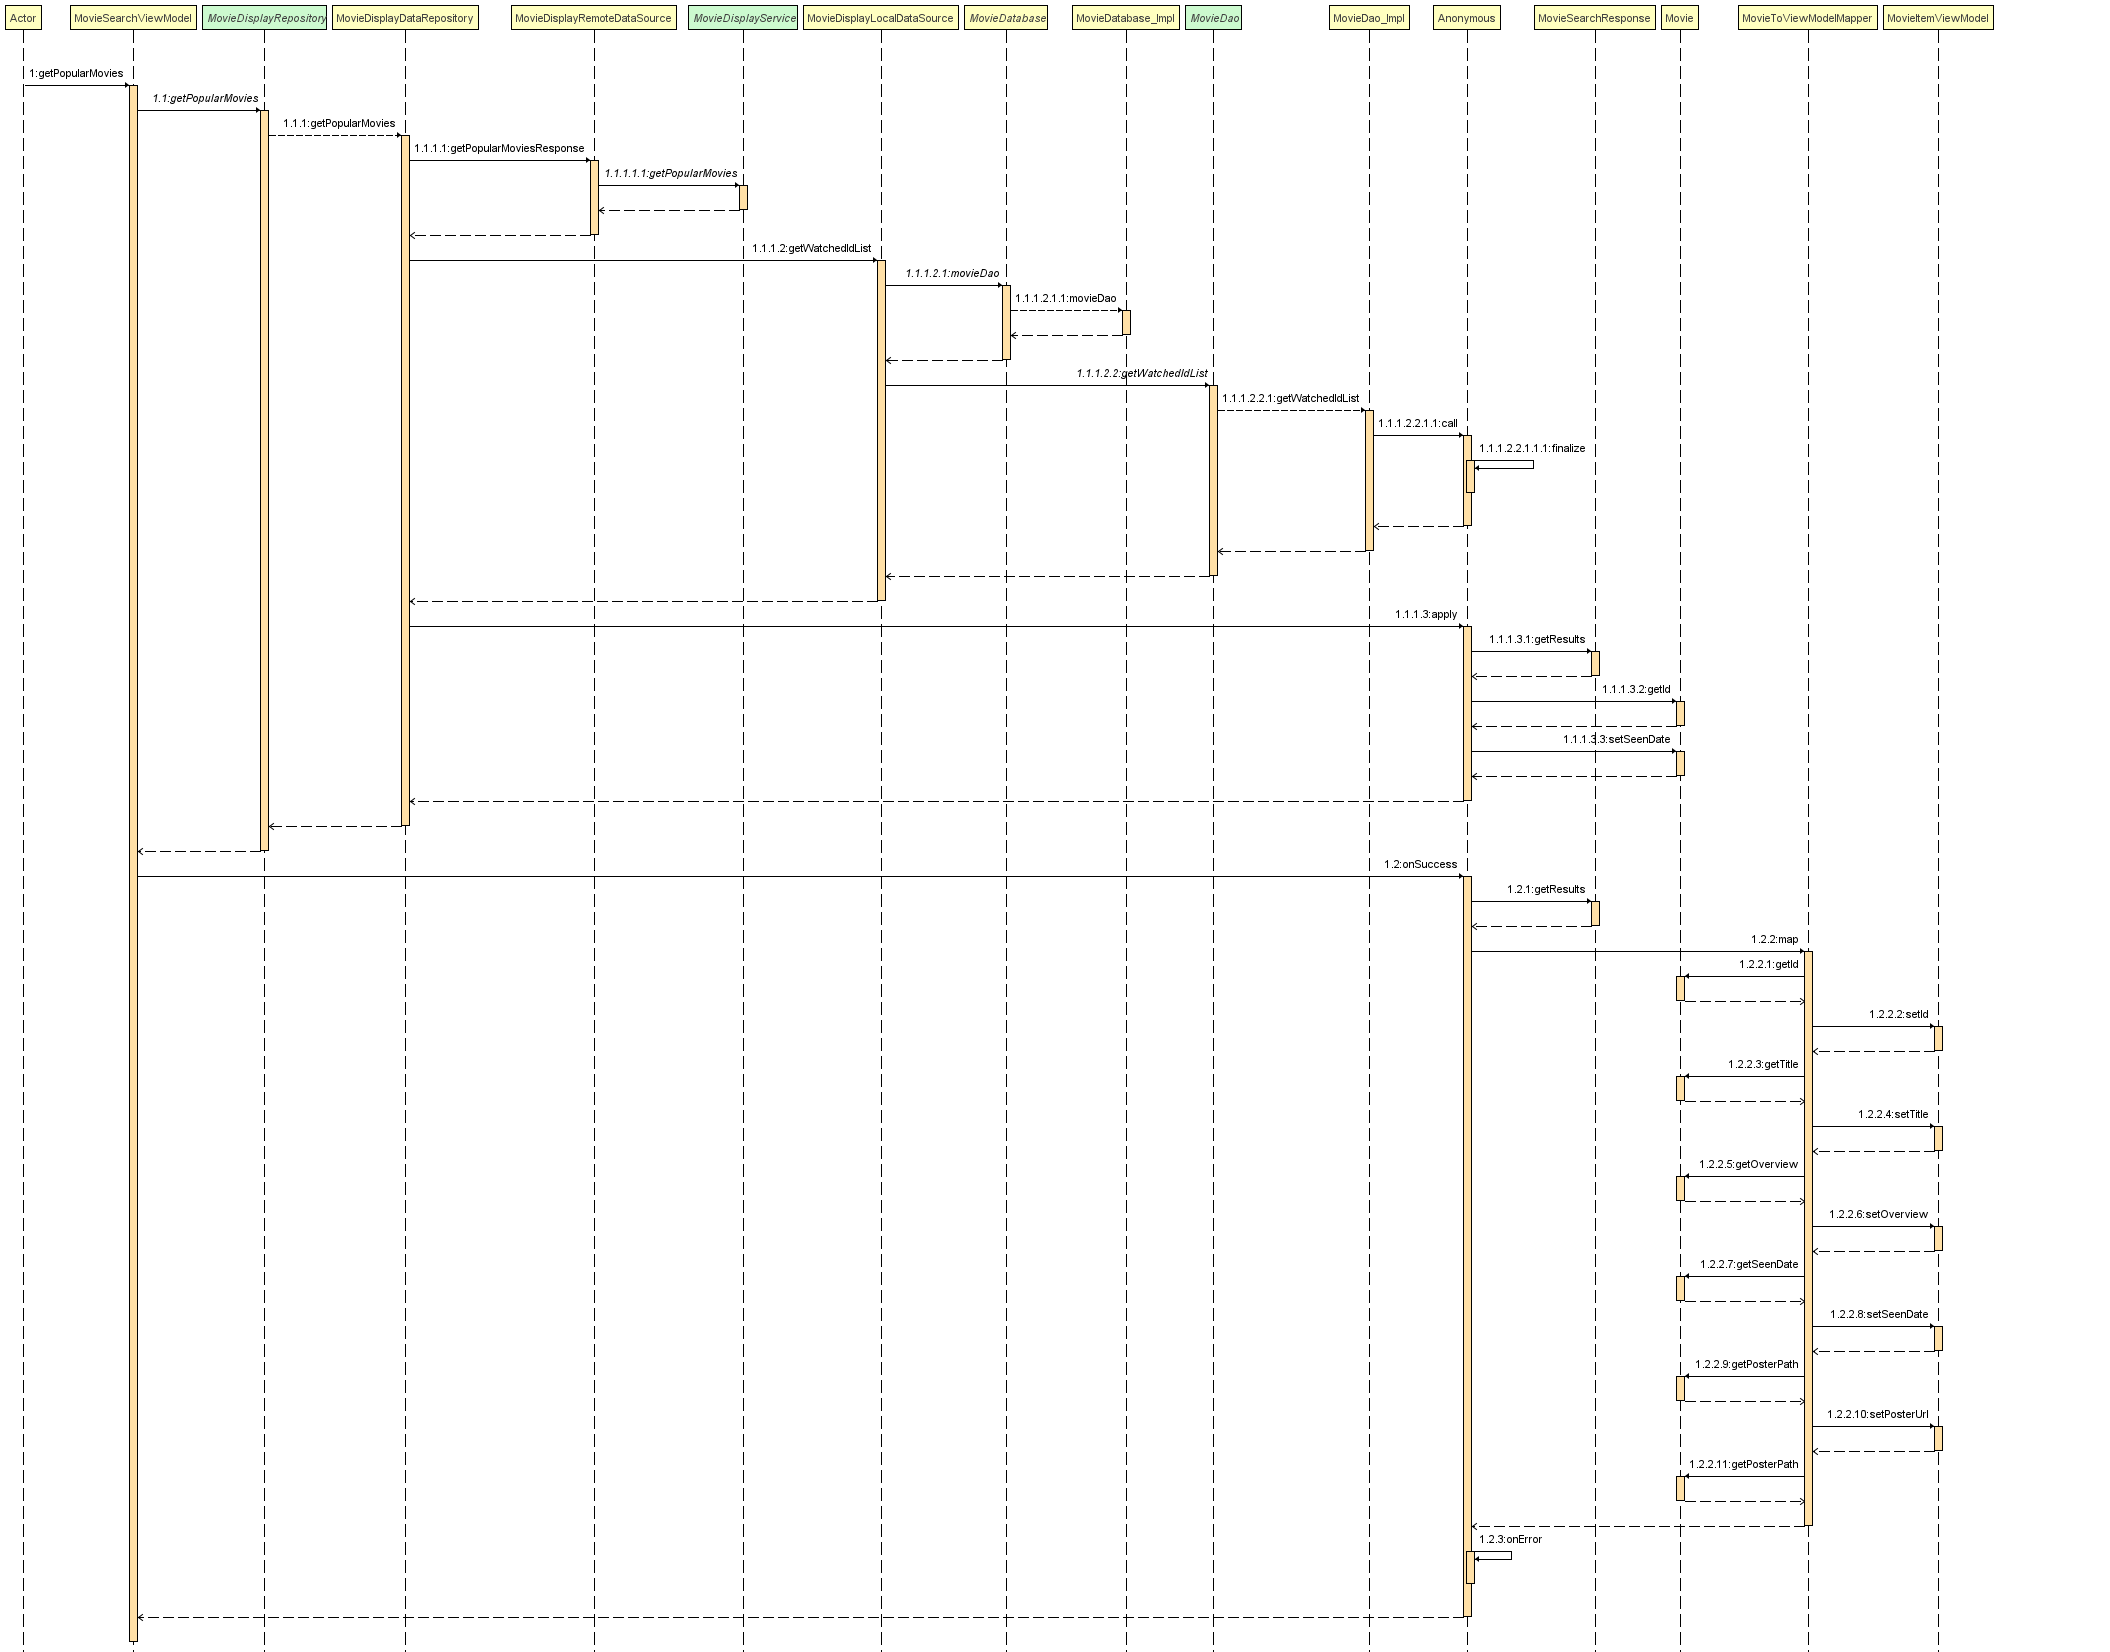 Actor
MovieSearchViewModel
MovieDisplayRepository
MovieDisplayDataRepository
MovieDisplayRemoteDataSource
MovieDisplayService
MovieDisplayLocalDataSource
MovieDatabase
MovieDatabase_Impl
MovieDao
MovieDao_Impl
Anonymous
MovieSearchResponse
Movie
MovieToViewModelMapper
MovieItemViewModel
1:getPopularMovies
1.1:getPopularMovies
1.1.1:getPopularMovies
1.1.1.1:getPopularMoviesResponse
1.1.1.1.1:getPopularMovies
1.1.1.2:getWatchedIdList
1.1.1.2.1:movieDao
1.1.1.2.1.1:movieDao
1.1.1.2.2:getWatchedIdList
1.1.1.2.2.1:getWatchedIdList
1.1.1.2.2.1.1:call
1.1.1.2.2.1.1.1:finalize
1.1.1.3:apply
1.1.1.3.1:getResults
1.1.1.3.2:getId
1.1.1.3.3:setSeenDate
1.2:onSuccess
1.2.1:getResults
1.2.2:map
1.2.2.1:getId
1.2.2.2:setId
1.2.2.3:getTitle
1.2.2.4:setTitle
1.2.2.5:getOverview
1.2.2.6:setOverview
1.2.2.7:getSeenDate
1.2.2.8:setSeenDate
1.2.2.9:getPosterPath
1.2.2.10:setPosterUrl
1.2.2.11:getPosterPath
1.2.3:onError